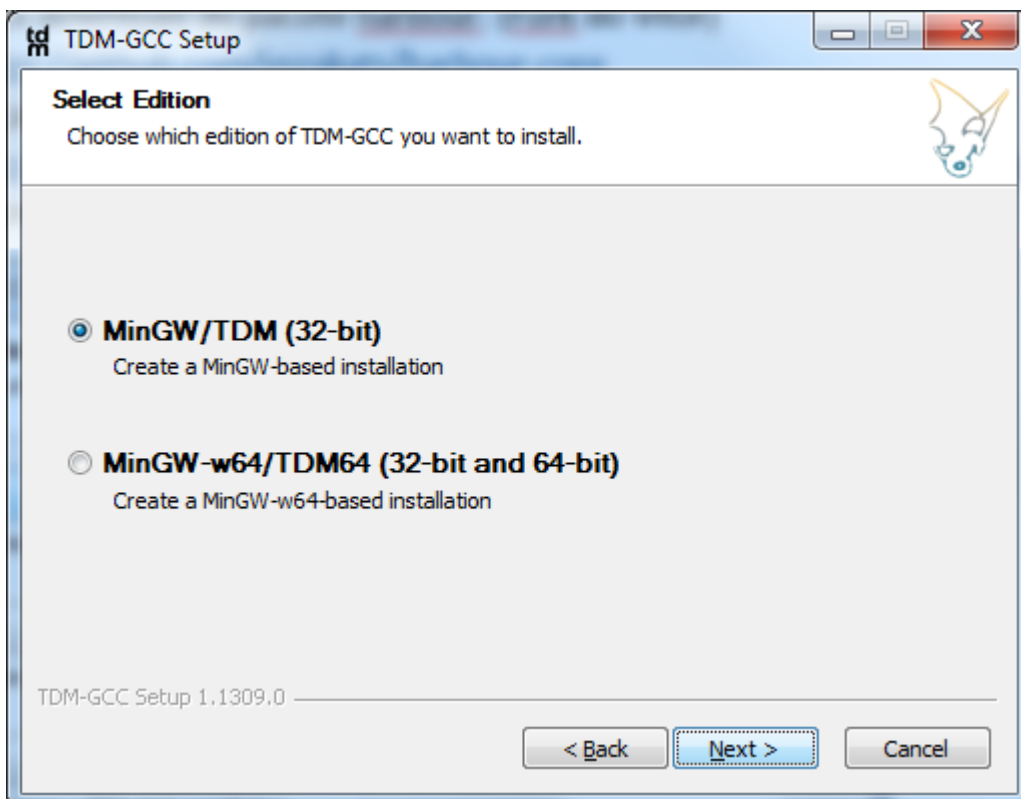 tdm TDM-GCC Setup
Select Edition
Choose which edition of TDM-GCC you want to install.
MinGW/TDM (32-bit)
Create a MinGW-based installation
MinGW-w64/TDM64 (32-bit and 64-bit)
Create a MinGW-w64-based installation
TDM-GCC Setup 1.1309.0
< Back Next > Cancel